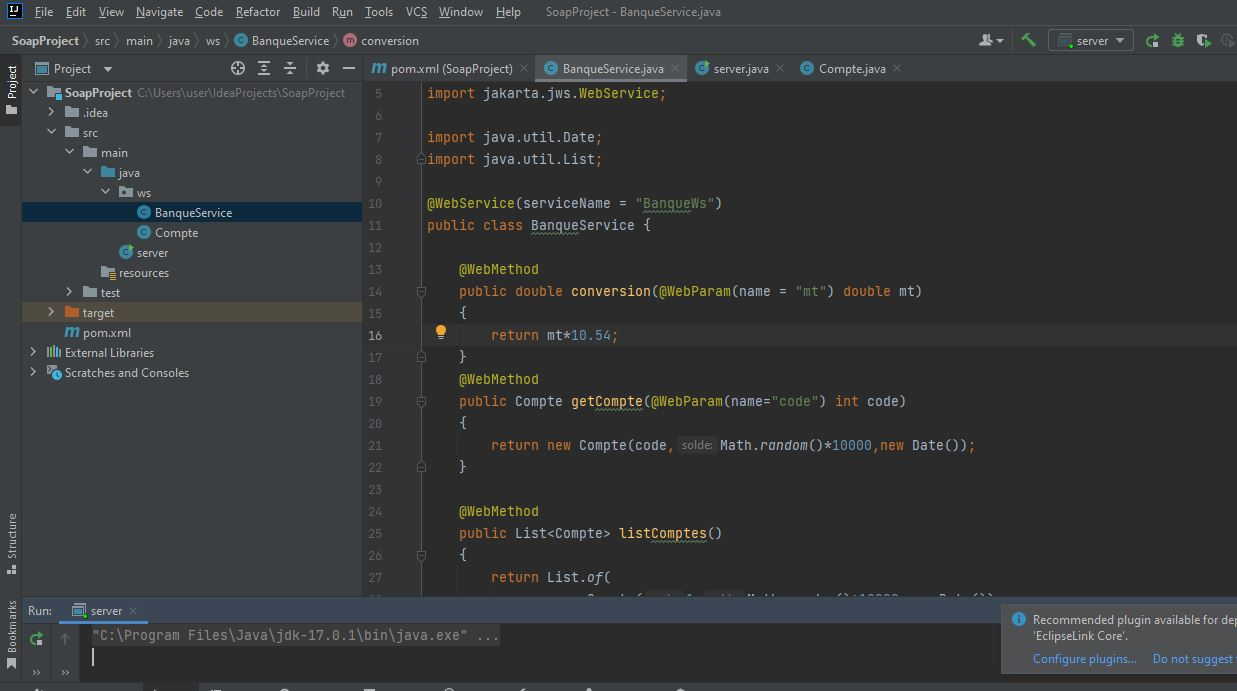 File Edit View Navigate Code Refactor Build Run Tools VCS Window Help SoapProject - BanqueService.java
SoapProject src main java ws BanqueService conversion
server
Project
Project
pom.xml (SoapProject)
BanqueService.java
server.java
Compte.java
SoapProject C:\Users\user\IdeaProjects\SoapProject
.idea
src
main
java
ws
BanqueService
Compte
server
resources
test
target
pom.xml
External Libraries
Scratches and Consoles
5 import jakarta.jws.WebService;
6
7 import java.util.Date;
8 import java.util.List;
9
10 @WebService(serviceName = "BanqueWs")
11 public class BanqueService {
12
13 @WebMethod
14 public double conversion(@WebParam(name = "mt") double mt)
15 {
16 return mt*10.54;
17 }
18 @WebMethod
19 public Compte getCompte(@WebParam(name="code") int code)
20 {
21 return new Compte(code, solde: Math.random()*10000,new Date());
22 }
23
24 @WebMethod
25 public List<Compte> listComptes()
26 {
27 return List.of(
Structure
Bookmarks
Run: server
"C:\Program Files\Java\jdk-17.0.1\bin\java.exe" ...
Recommended plugin available for dep
'EclipseLink Core'.
Configure plugins... Do not suggest